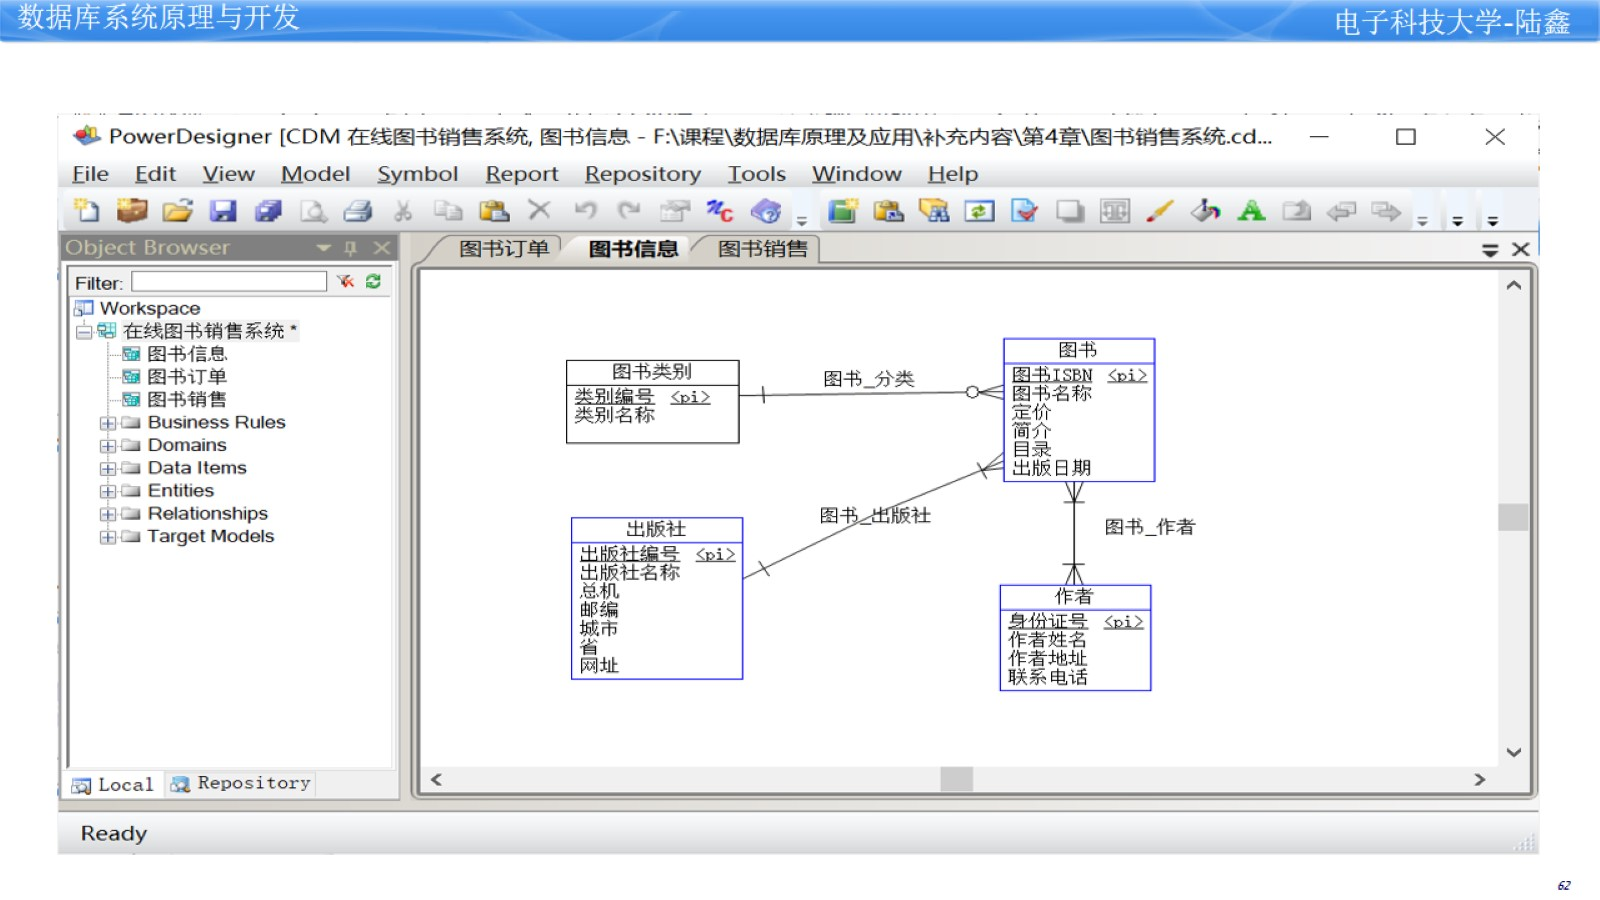 数据库系统原理与开发
电子科技大学-陆鑫
PowerDesigner [CDM 在线图书销售系统, 图书信息 - F:\课程\数据库原理及应用\补充内容\第4章\图书销售系统.cd...
File Edit View Model Symbol Report Repository Tools Window Help
Object Browser
图书订单 图书信息 图书销售
Filter:
Workspace
在线图书销售系统 *
图书信息
图书订单
图书销售
Business Rules
Domains
Data Items
Entities
Relationships
Target Models
Local Repository
图书类别
类别编号 <pi>
类别名称
图书_分类
图书
图书ISBN <pi>
图书名称
定价
简介
目录
出版日期
图书_出版社
图书_作者
出版社
出版社编号 <pi>
出版社名称
总机
邮编
城市
省
网址
作者
身份证号 <pi>
作者姓名
作者地址
联系电话
Ready
62